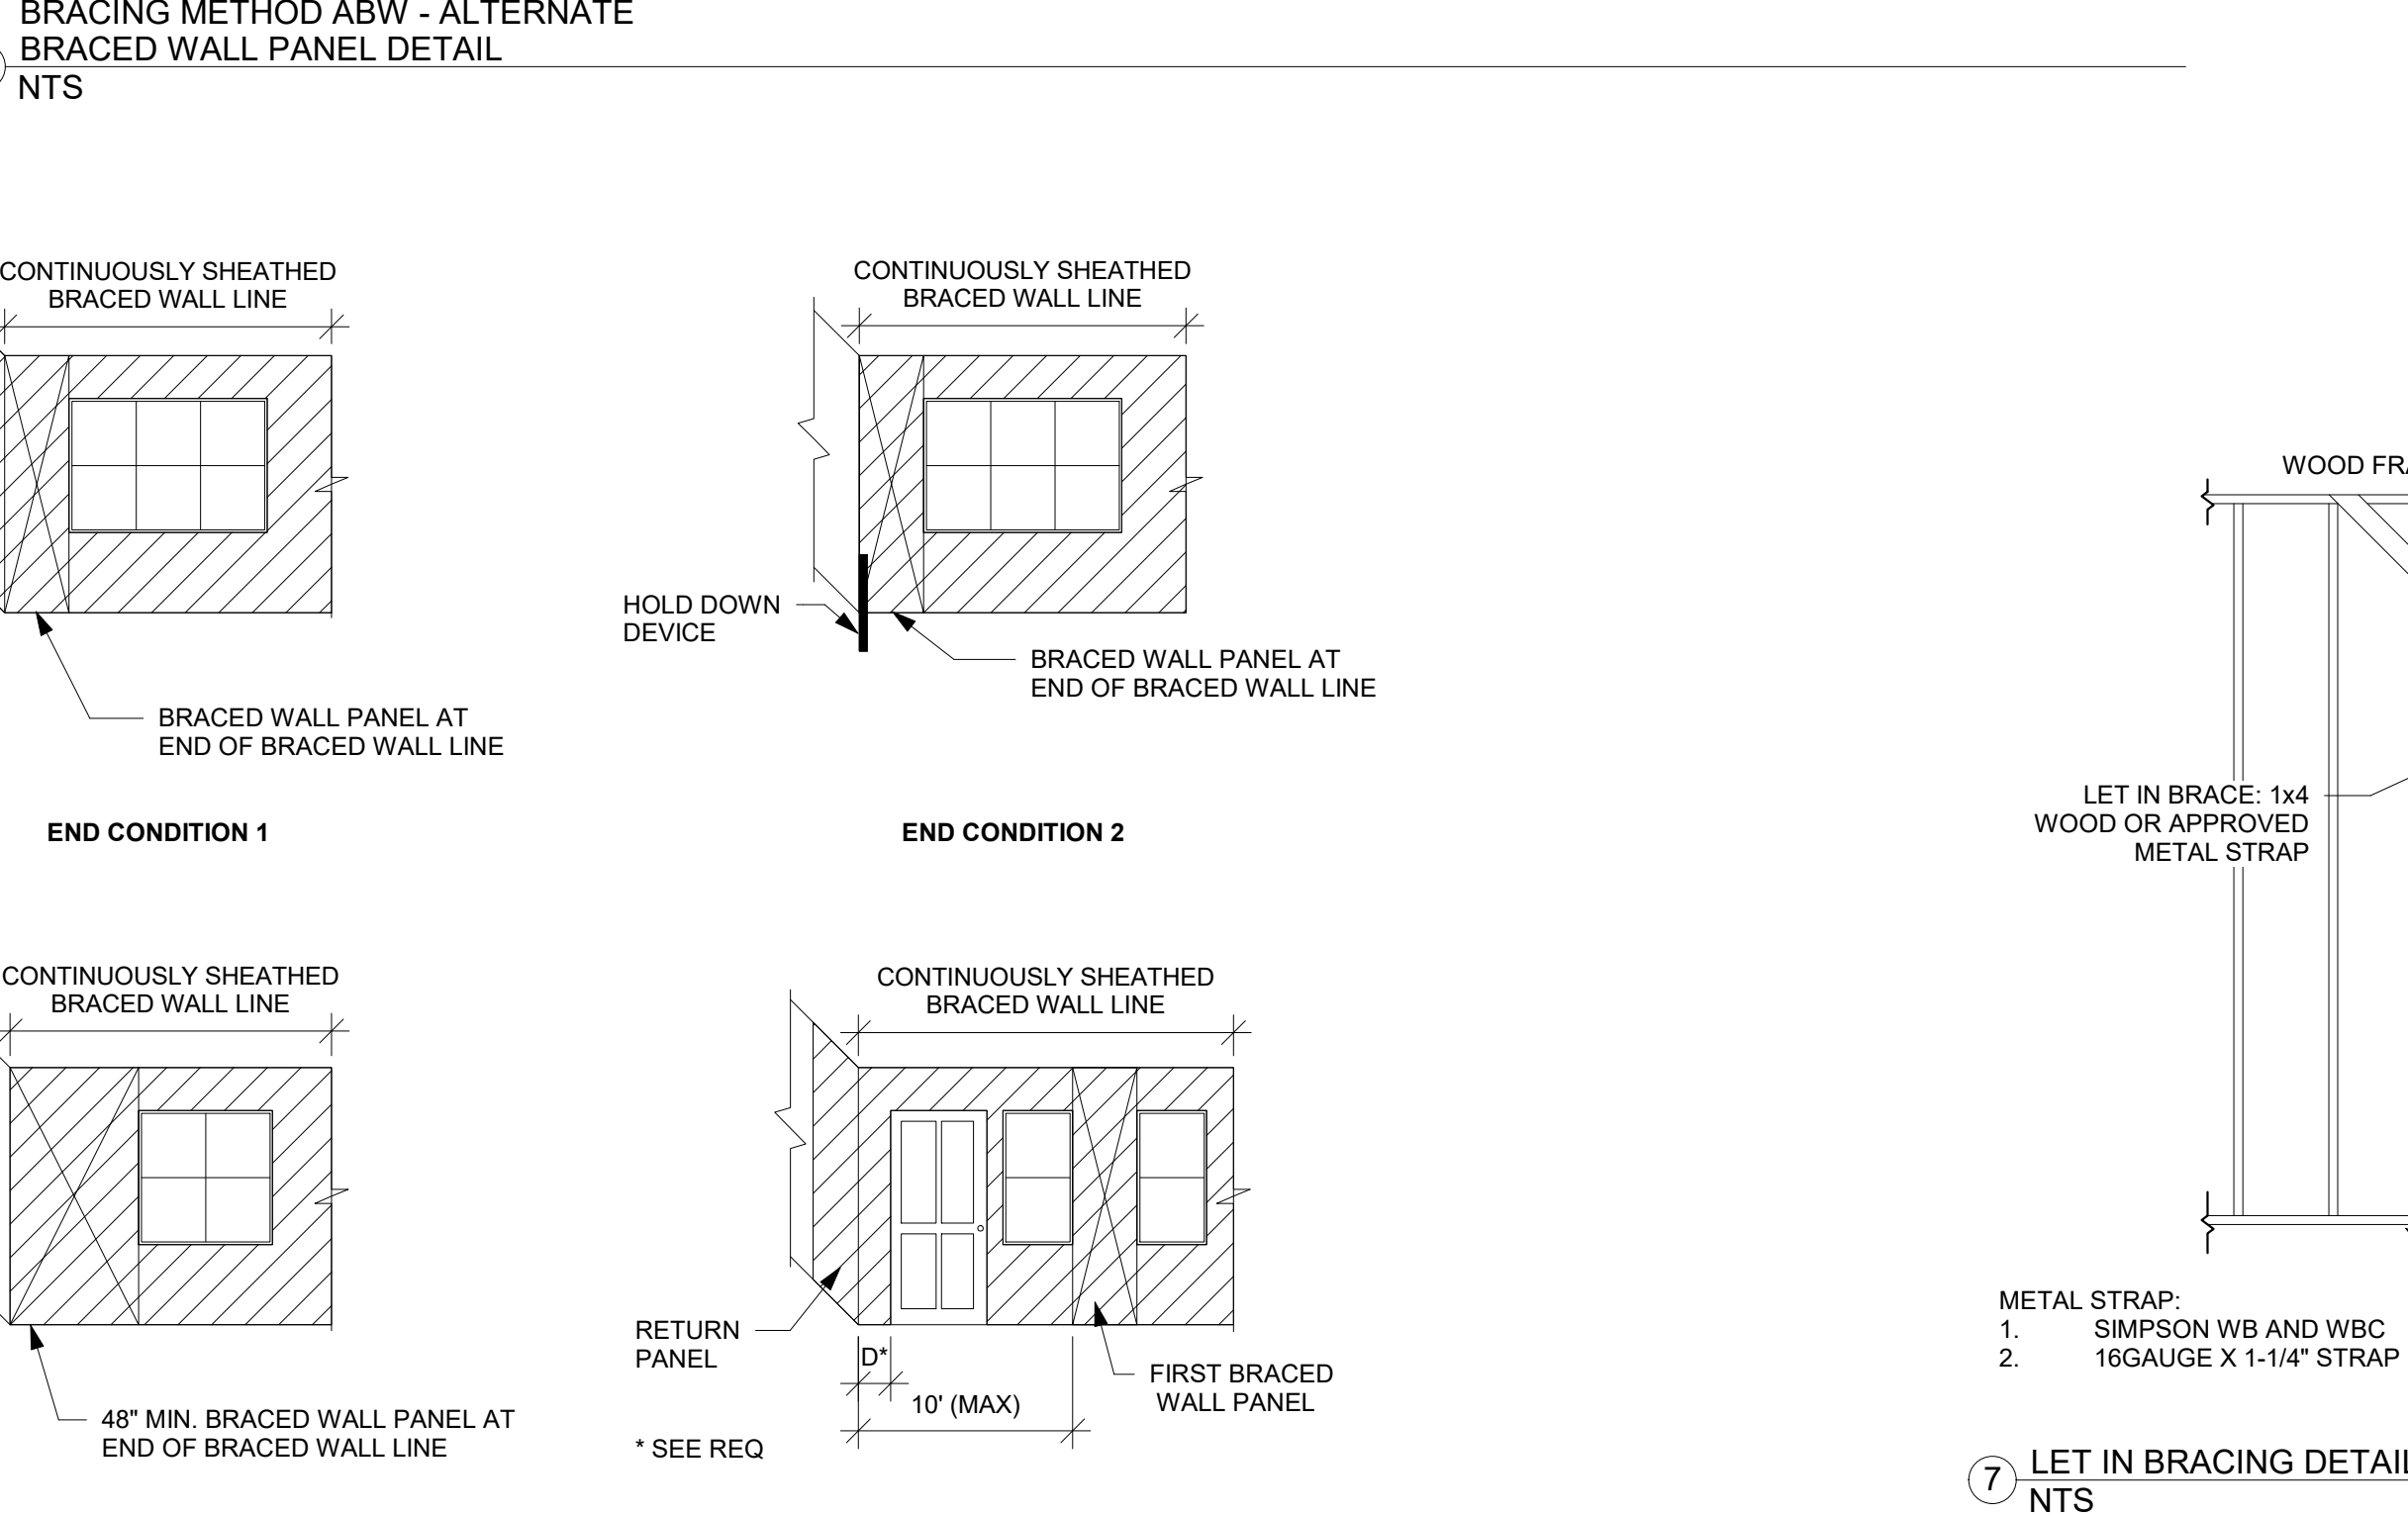 BRACING METHOD ABW - ALTERNATE
BRACED WALL PANEL DETAIL
NTS
CONTINUOUSLY SHEATHED
BRACED WALL LINE
BRACED WALL PANEL AT
END OF BRACED WALL LINE
END CONDITION 1
CONTINUOUSLY SHEATHED
BRACED WALL LINE
HOLD DOWN
DEVICE
BRACED WALL PANEL AT
END OF BRACED WALL LINE
END CONDITION 2
CONTINUOUSLY SHEATHED
BRACED WALL LINE
48" MIN. BRACED WALL PANEL AT
END OF BRACED WALL LINE
CONTINUOUSLY SHEATHED
BRACED WALL LINE
RETURN
PANEL
D*
10' (MAX)
FIRST BRACED
WALL PANEL
* SEE REQ
WOOD
LET IN BRACE: 1x4
WOOD OR APPROVED
METAL STRAP
METAL STRAP:
1. SIMPSON WB AND WBC
2. 16GAUGE X 1-1/4" STRAP
7
LET IN BRACING DETAIL
NTS